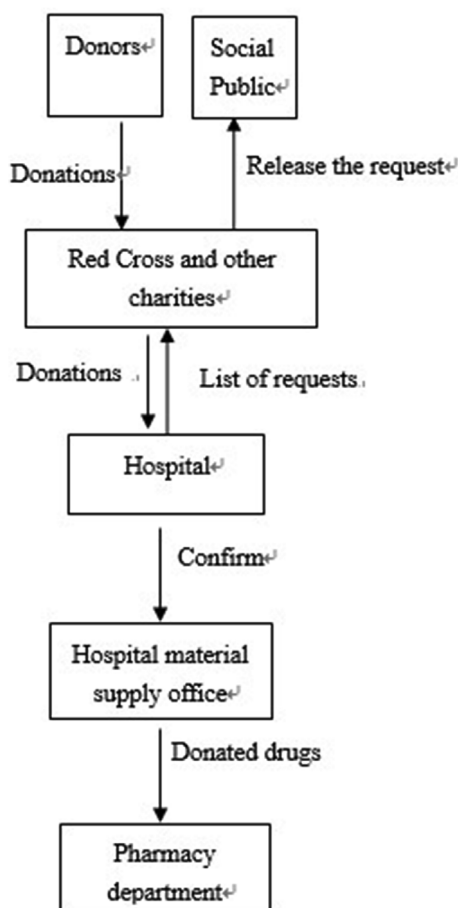 Donors
Social
Public
Donations
Release the request
Red Cross and other
charities
Donations
List of requests
Hospital
Confirm
Hospital material
supply office
Donated drugs
Pharmacy
department